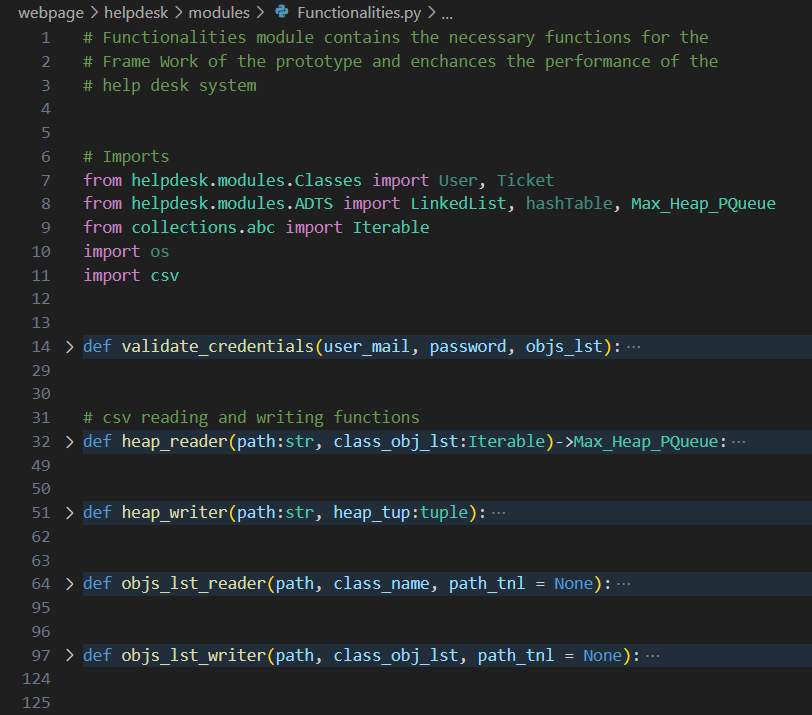 webpage > helpdesk > modules > Functionalities.py > ...
1 # Functionalities module contains the necessary functions for the
2 # Frame Work of the prototype and enchances the performance of the
3 # help desk system
4
5
6 # Imports
7 from helpdesk.modules.Classes import User, Ticket
8 from helpdesk.modules.ADTS import LinkedList, hashTable, Max_Heap_PQueue
9 from collections.abc import Iterable
10 import os
11 import csv
12
13
14 > def validate_credentials(user_mail, password, objs_lst):···
29
30
31 # csv reading and writing functions
32 > def heap_reader(path:str, class_obj_lst:Iterable)->Max_Heap_PQueue:···
49
50
51 > def heap_writer(path:str, heap_tup:tuple):···
62
63
64 > def objs_lst_reader(path, class_name, path_tnl = None):···
95
96
97 > def objs_lst_writer(path, class_obj_lst, path_tnl = None):···
124
125